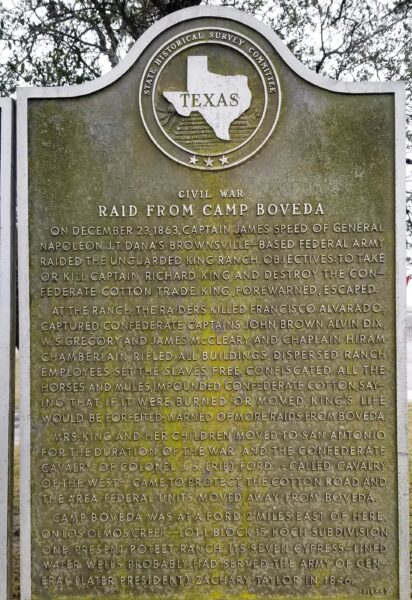 STATE HISTORICAL SURVEY COMMITTEE
TEXAS
CIVIL WAR
RAID FROM CAMP BOVEDA
ON DECEMBER 23, 1863, CAPTAIN JAMES SPEED OF GENERAL
NAPOLEON J.T. DANA'S BROWNSVILLE-BASED FEDERAL ARMY
RAIDED THE UNGUARDED KING RANCH. OBJECTIVES: TO TAKE
OR KILL CAPTAIN RICHARD KING AND DESTROY THE CON-
FEDERATE COTTON TRADE. KING, FOREWARNED, ESCAPED.
AT THE RANCH, THE RAIDERS KILLED FRANCISCO ALVARADO;
CAPTURED CONFEDERATE CAPTAINS JOHN BROWN, ALVIN DIX,
W. S. GREGORY AND JAMES MCCLEARY, AND CHAPLAIN HIRAM
CHAMBERLAIN; RIFLED ALL BUILDINGS; DISPERSED RANCH
EMPLOYEES; SET THE SLAVES FREE; CONFISCATED ALL THE
HORSES AND MULES; IMPOUNDED CONFEDERATE COTTON SAY-
ING THAT, IF IT WERE BURNED OR MOVED, KING'S LIFE
WOULD BE FORFEITED; WARNED OF MORE RAIDS FROM BOVEDA.
MRS. KING AND HER CHILDREN MOVED TO SAN ANTONIO
FOR THE DURATION OF THE WAR, AND THE CONFEDERATE
CAVALRY OF COLONEL J. S. (RIP) FORD - CALLED CAVALRY
OF THE WEST - CAME TO PROTECT THE COTTON ROAD AND
THE AREA FEDERAL UNITS MOVED AWAY FROM BOVEDA.
CAMP BOVEDA WAS AT A FORD 2 MILES EAST OF HERE,
ON LOS OLMOS CREEK - LOT 1, BLOCK 15, KOCH SUBDIVISION
ONE, PRESENT POTEET RANCH. ITS SEVEN CYPRESS-LINED
WATER WELLS PROBABLY HAD SERVED THE ARMY OF GEN-
ERAL (LATER PRESIDENT) ZACHARY TAYLOR IN 1846.